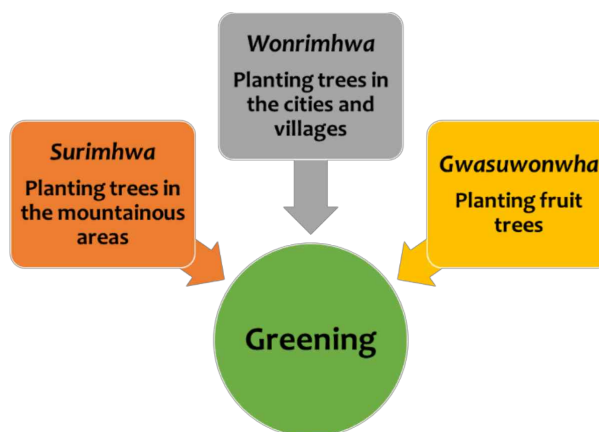 Wonrimhwa
Planting trees in
the cities and
villages
Surimhwa
Planting trees in
the mountainous
areas
Gwasuwonwha
Planting fruit
trees
Greening